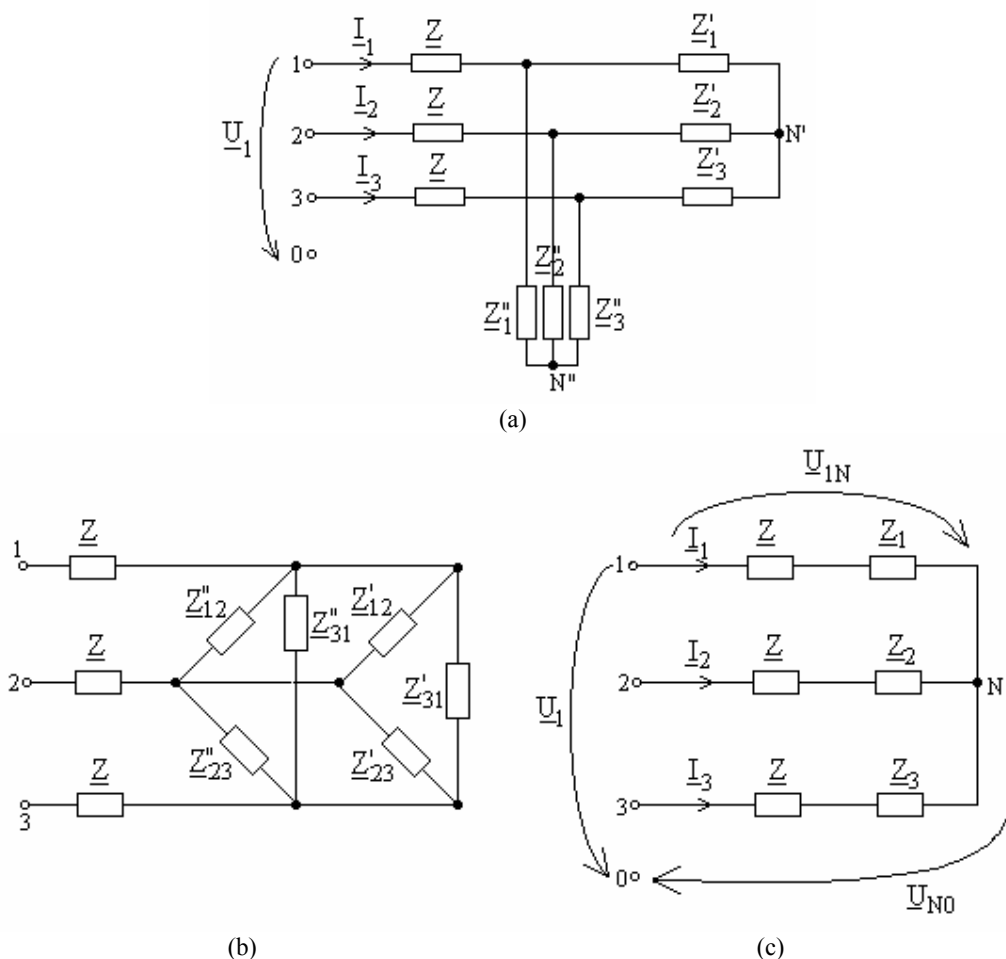 I₁ Z Z'₁
1
I₂ Z Z'₂
U₁ 2 N'
I₃ Z Z'₃
3
0
Z''₂
Z''₁ Z''₃
N''
(a)
Z
1
Z''₁₂ Z''₃₁ Z'₁₂
Z
2 Z'₃₁
Z''₂₃ Z'₂₃
Z
3
(b)
U₁N
I₁ Z Z₁
1
I₂ Z Z₂
2 N
U₁
I₃ Z Z₃
3
0
U_N0
(c)